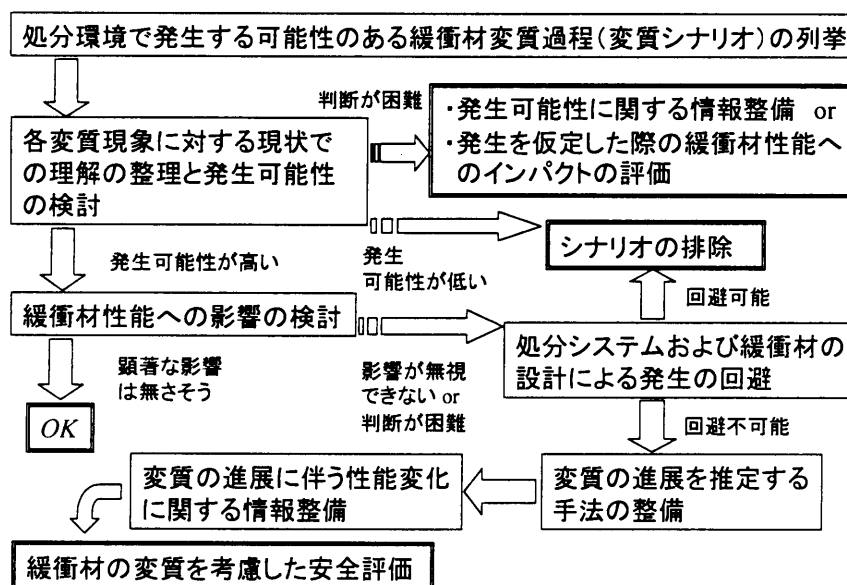 処分環境で発生する可能性のある緩衝材変質過程(変質シナリオ)の列挙
判断が困難
・発生可能性に関する情報整備 or
・発生を仮定した際の緩衝材性能へ
のインパクトの評価
各変質現象に対する現状で
の理解の整理と発生可能性
の検討
発生可能性が高い
発生
可能性が低い
シナリオの排除
回避可能
緩衝材性能への影響の検討
処分システムおよび緩衝材の
設計による発生の回避
顕著な影響
は無さそう
影響が無視
できない or
判断が困難
OK
回避不可能
変質の進展に伴う性能変化
に関する情報整備
変質の進展を推定する
手法の整備
緩衝材の変質を考慮した安全評価